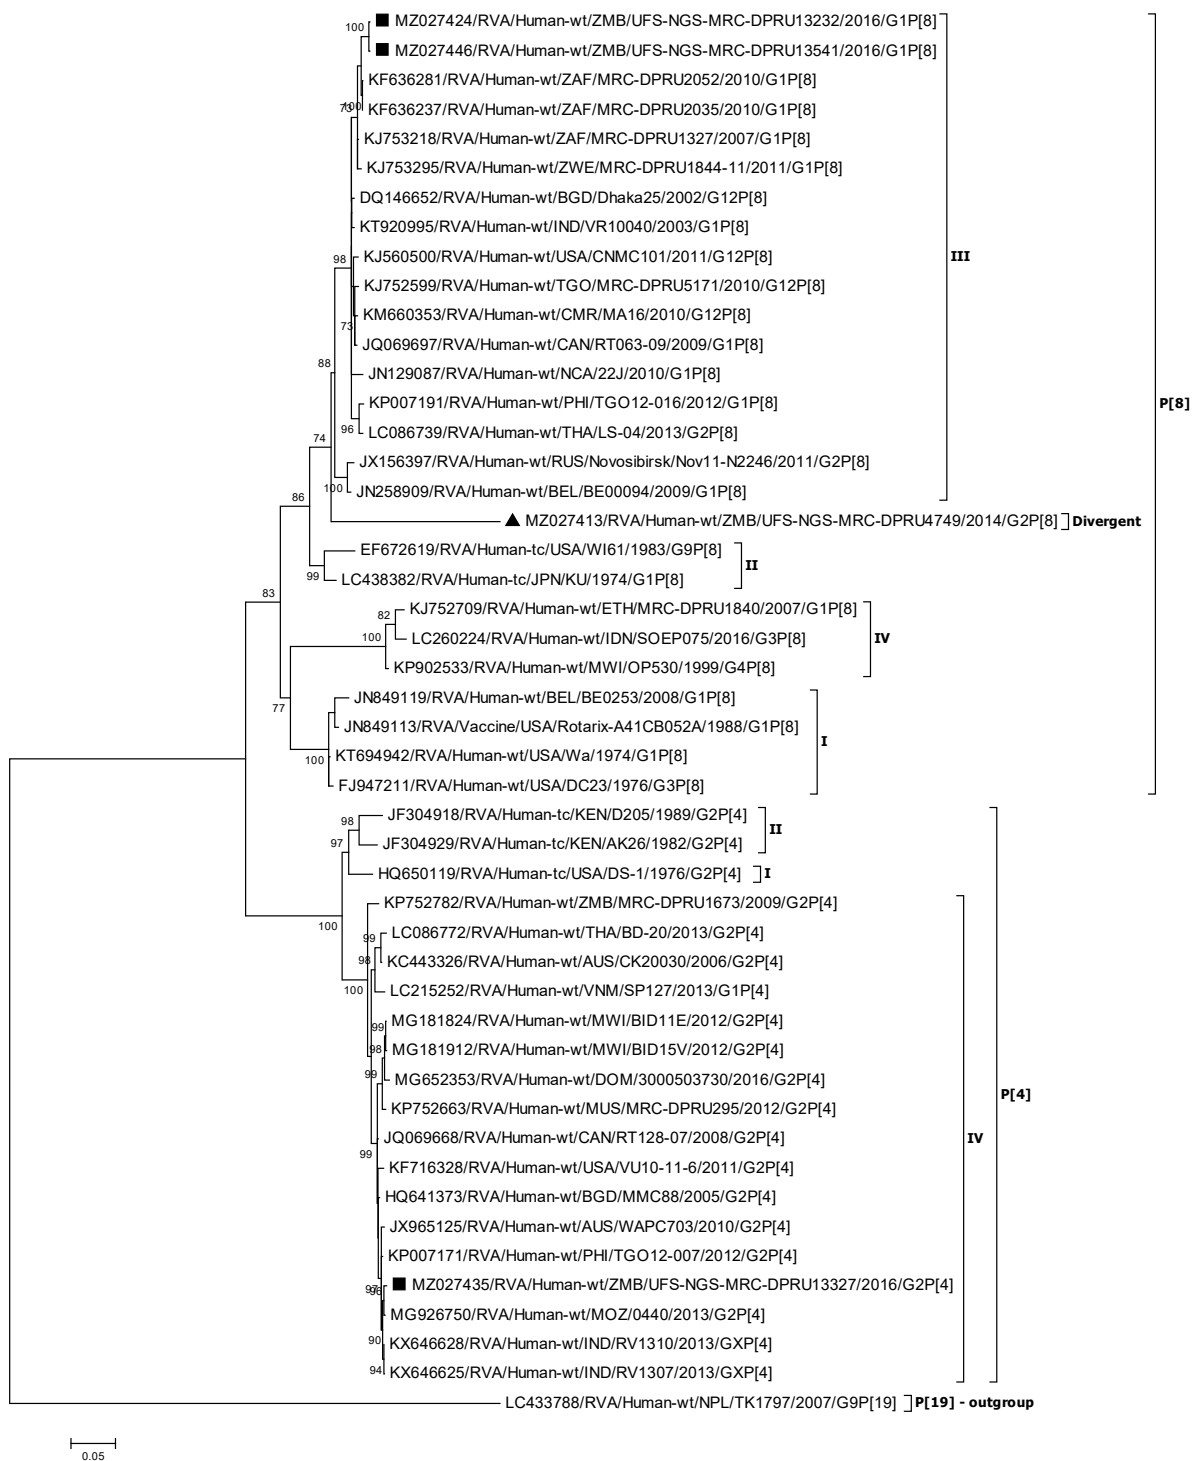 100
MZ027424/RVA/Human-wt/ZMB/UFS-NGS-MRC-DPRU13232/2016/G1P[8]
MZ027446/RVA/Human-wt/ZMB/UFS-NGS-MRC-DPRU13541/2016/G1P[8]
KF636281/RVA/Human-wt/ZAF/MRC-DPRU2052/2010/G1P[8]
73
100
KF636237/RVA/Human-wt/ZAF/MRC-DPRU2035/2010/G1P[8]
KJ753218/RVA/Human-wt/ZAF/MRC-DPRU1327/2007/G1P[8]
KJ753295/RVA/Human-wt/ZWE/MRC-DPRU1844-11/2011/G1P[8]
DQ146652/RVA/Human-wt/BGD/Dhaka25/2002/G12P[8]
KT920995/RVA/Human-wt/IND/VR10040/2003/G1P[8]
98
KJ560500/RVA/Human-wt/USA/CNMC101/2011/G12P[8]
III
KJ752599/RVA/Human-wt/TGO/MRC-DPRU5171/2010/G12P[8]
KM660353/RVA/Human-wt/CMR/MA16/2010/G12P[8]
73
JQ069697/RVA/Human-wt/CAN/RT063-09/2009/G1P[8]
88
JN129087/RVA/Human-wt/NCA/22J/2010/G1P[8]
KP007191/RVA/Human-wt/PHI/TGO12-016/2012/G1P[8]
P[8]
96
LC086739/RVA/Human-wt/THA/LS-04/2013/G2P[8]
74
JX156397/RVA/Human-wt/RUS/Novosibirsk/Nov11-N2246/2011/G2P[8]
100
JN258909/RVA/Human-wt/BEL/BE00094/2009/G1P[8]
86
MZ027413/RVA/Human-wt/ZMB/UFS-NGS-MRC-DPRU4749/2014/G2P[8]
Divergent
EF672619/RVA/Human-tc/USA/WI61/1983/G9P[8]
II
99
LC438382/RVA/Human-tc/JPN/KU/1974/G1P[8]
83
KJ752709/RVA/Human-wt/ETH/MRC-DPRU1840/2007/G1P[8]
82
100
LC260224/RVA/Human-wt/IDN/SOEP075/2016/G3P[8]
IV
KP902533/RVA/Human-wt/MWI/OP530/1999/G4P[8]
77
JN849119/RVA/Human-wt/BEL/BE0253/2008/G1P[8]
JN849113/RVA/Vaccine/USA/Rotarix-A41CB052A/1988/G1P[8]
I
100
KT694942/RVA/Human-wt/USA/Wa/1974/G1P[8]
FJ947211/RVA/Human-wt/USA/DC23/1976/G3P[8]
JF304918/RVA/Human-tc/KEN/D205/1989/G2P[4]
98
II
97
JF304929/RVA/Human-tc/KEN/AK26/1982/G2P[4]
HQ650119/RVA/Human-tc/USA/DS-1/1976/G2P[4]
I
100
KP752782/RVA/Human-wt/ZMB/MRC-DPRU1673/2009/G2P[4]
LC086772/RVA/Human-wt/THA/BD-20/2013/G2P[4]
99
98
KC443326/RVA/Human-wt/AUS/CK20030/2006/G2P[4]
100
LC215252/RVA/Human-wt/VNM/SP127/2013/G1P[4]
MG181824/RVA/Human-wt/MWI/BID11E/2012/G2P[4]
99
98
MG181912/RVA/Human-wt/MWI/BID15V/2012/G2P[4]
99
MG652353/RVA/Human-wt/DOM/3000503730/2016/G2P[4]
P[4]
KP752663/RVA/Human-wt/MUS/MRC-DPRU295/2012/G2P[4]
JQ069668/RVA/Human-wt/CAN/RT128-07/2008/G2P[4]
IV
99
KF716328/RVA/Human-wt/USA/VU10-11-6/2011/G2P[4]
HQ641373/RVA/Human-wt/BGD/MMC88/2005/G2P[4]
JX965125/RVA/Human-wt/AUS/WAPC703/2010/G2P[4]
KP007171/RVA/Human-wt/PHI/TGO12-007/2012/G2P[4]
97
MZ027435/RVA/Human-wt/ZMB/UFS-NGS-MRC-DPRU13327/2016/G2P[4]
MG926750/RVA/Human-wt/MOZ/0440/2013/G2P[4]
90
KX646628/RVA/Human-wt/IND/RV1310/2013/GXP[4]
94
KX646625/RVA/Human-wt/IND/RV1307/2013/GXP[4]
LC433788/RVA/Human-wt/NPL/TK1797/2007/G9P[19]
P[19] - outgroup
0.05